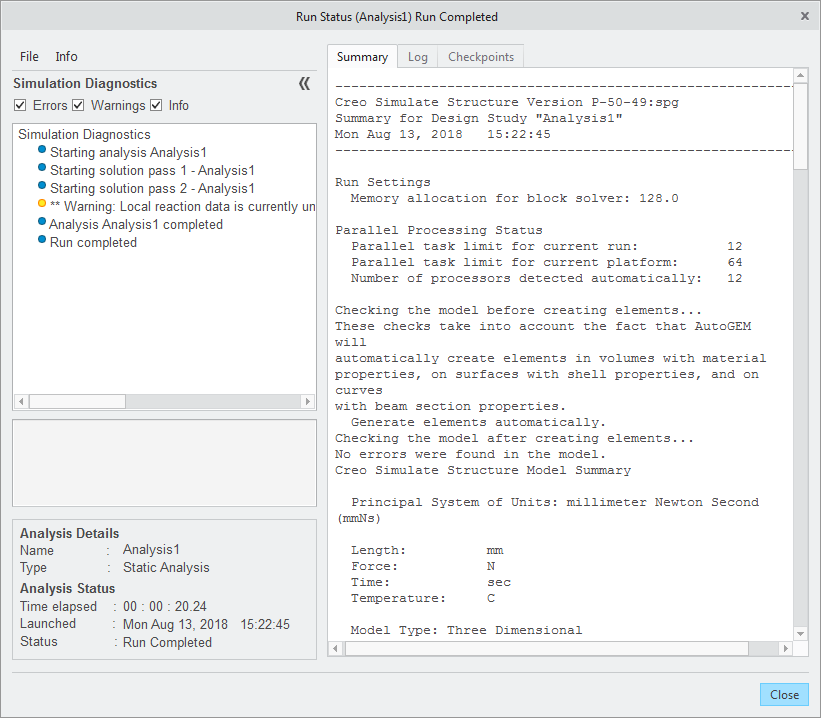 Run Status (Analysis1) Run Completed
File Info
Simulation Diagnostics
Errors Warnings Info
Simulation Diagnostics
Starting analysis Analysis1
Starting solution pass 1 - Analysis1
Starting solution pass 2 - Analysis1
** Warning: Local reaction data is currently un
Analysis Analysis1 completed
Run completed
Analysis Details
Name : Analysis1
Type : Static Analysis
Analysis Status
Time elapsed : 00 : 00 : 20.24
Launched : Mon Aug 13, 2018 15:22:45
Status : Run Completed
Summary Log Checkpoints
------------------------------------------------------------
Creo Simulate Structure Version P-50-49:spg
Summary for Design Study "Analysis1"
Mon Aug 13, 2018 15:22:45
------------------------------------------------------------
Run Settings
Memory allocation for block solver: 128.0
Parallel Processing Status
Parallel task limit for current run: 12
Parallel task limit for current platform: 64
Number of processors detected automatically: 12
Checking the model before creating elements...
These checks take into account the fact that AutoGEM
will
automatically create elements in volumes with material
properties, on surfaces with shell properties, and on
curves
with beam section properties.
Generate elements automatically.
Checking the model after creating elements...
No errors were found in the model.
Creo Simulate Structure Model Summary
Principal System of Units: millimeter Newton Second
(mmNs)
Length: mm
Force: N
Time: sec
Temperature: C
Model Type: Three Dimensional
Close